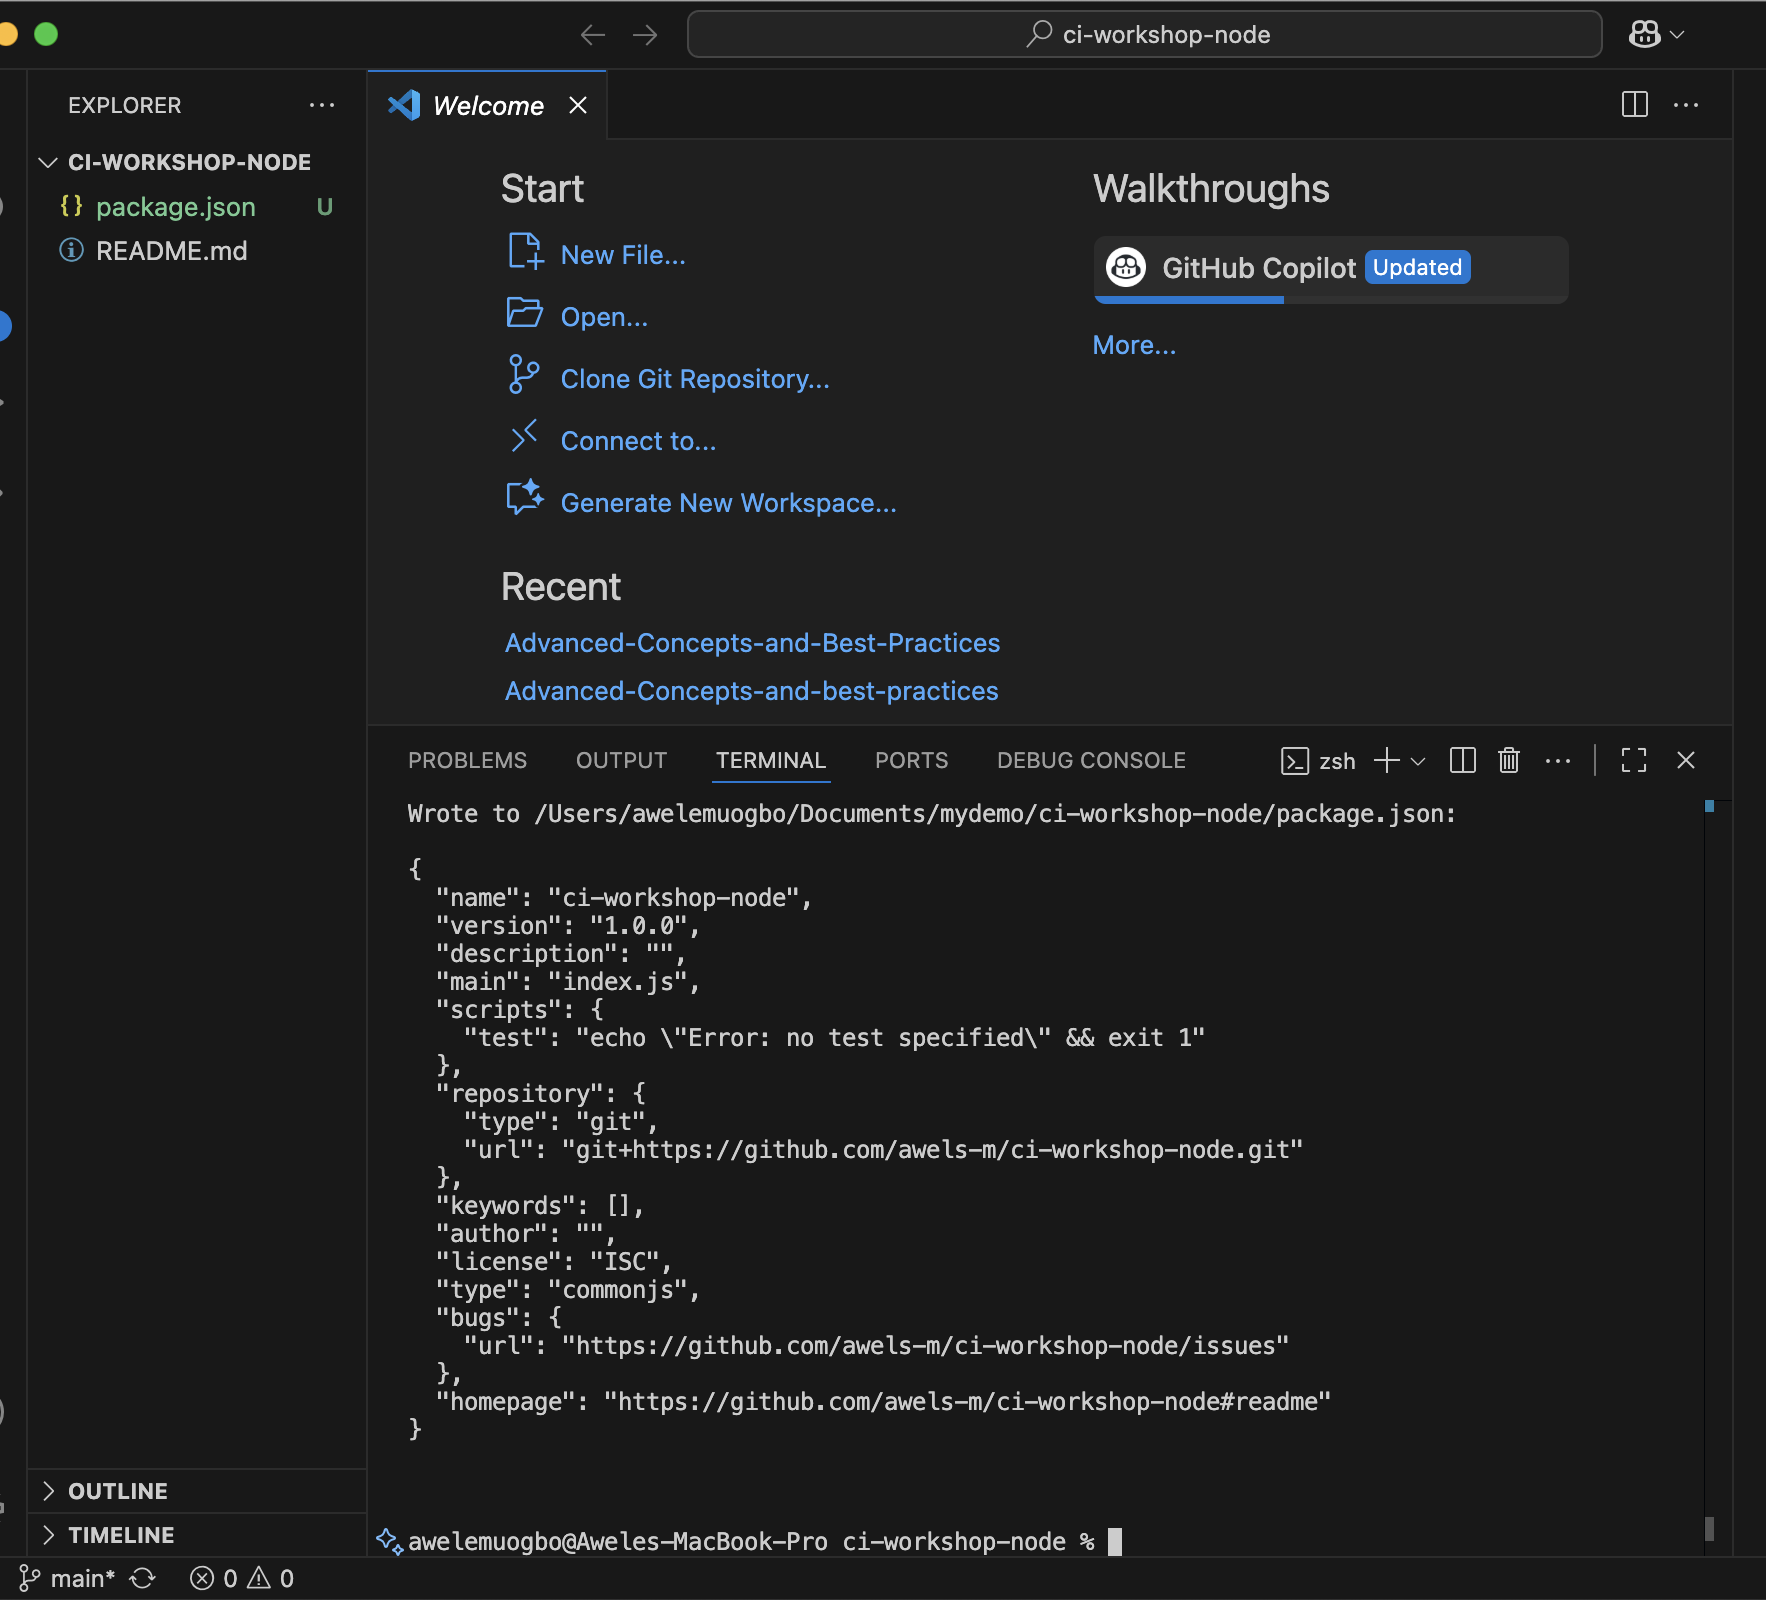 ci-workshop-node
EXPLORER
CI-WORKSHOP-NODE
{} package.json U
README.md
Welcome
Start
New File...
Open...
Clone Git Repository...
Connect to...
Generate New Workspace...
Recent
Advanced-Concepts-and-Best-Practices
Advanced-Concepts-and-best-practices
Walkthroughs
GitHub Copilot Updated
More...
PROBLEMS OUTPUT TERMINAL PORTS DEBUG CONSOLE zsh
Wrote to /Users/awelemuogbo/Documents/mydemo/ci-workshop-node/package.json:
{
  "name": "ci-workshop-node",
  "version": "1.0.0",
  "description": "",
  "main": "index.js",
  "scripts": {
    "test": "echo \"Error: no test specified\" && exit 1"
  },
  "repository": {
    "type": "git",
    "url": "git+https://github.com/awels-m/ci-workshop-node.git"
  },
  "keywords": [],
  "author": "",
  "license": "ISC",
  "type": "commonjs",
  "bugs": {
    "url": "https://github.com/awels-m/ci-workshop-node/issues"
  },
  "homepage": "https://github.com/awels-m/ci-workshop-node#readme"
}
awelemuogbo@Aweles-MacBook-Pro ci-workshop-node %
OUTLINE
TIMELINE
main* 0 0